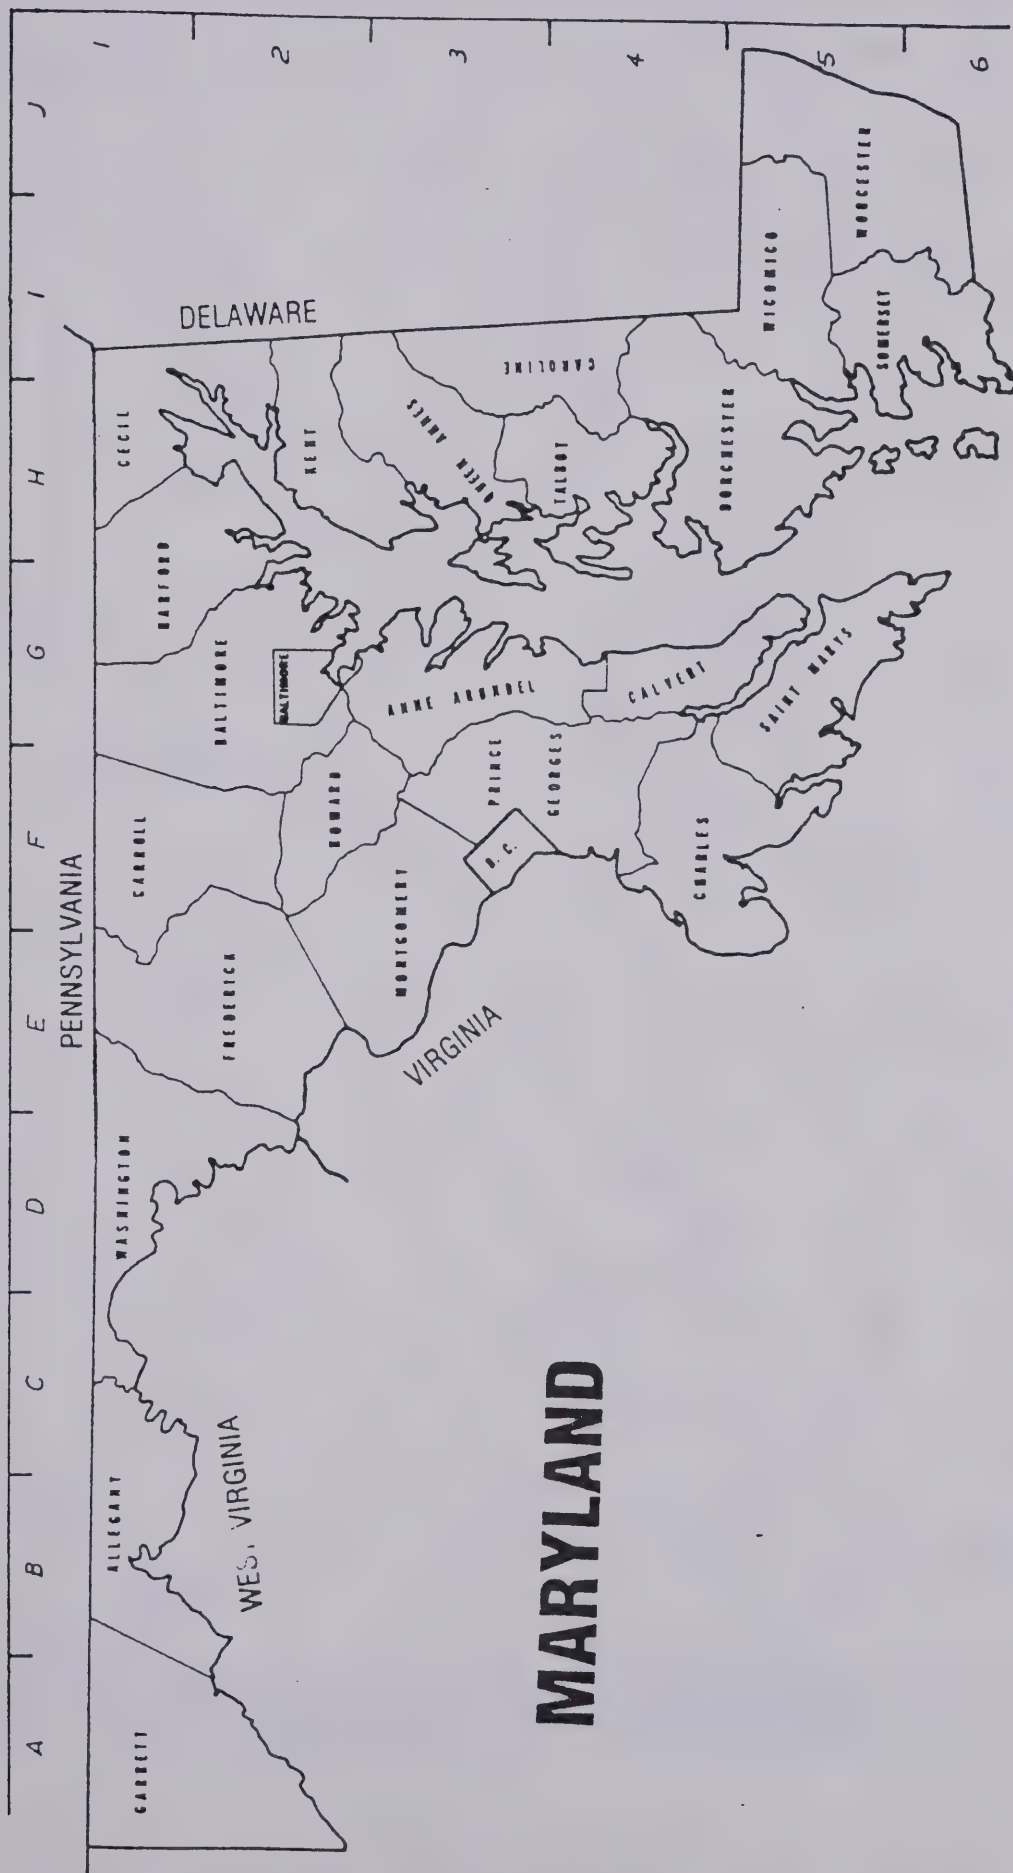 A B C D E F G H I J
1
2
3
4
5
6
PENNSYLVANIA
DELAWARE
WEST VIRGINIA
VIRGINIA
GARRETT
ALLEGANY
WASHINGTON
FREDERICK
CARROLL
BALTIMORE
BALTIMORE
HARFORD
CECIL
KENT
HOWARD
MONTGOMERY
D. C.
PRINCE
GEORGES
ANNE ARUNDEL
QUEEN ANNES
CAROLINE
TALBOT
CALVERT
CHARLES
SAINT MARYS
DORCHESTER
WICOMICO
SOMERSET
WORCESTER
MARYLAND